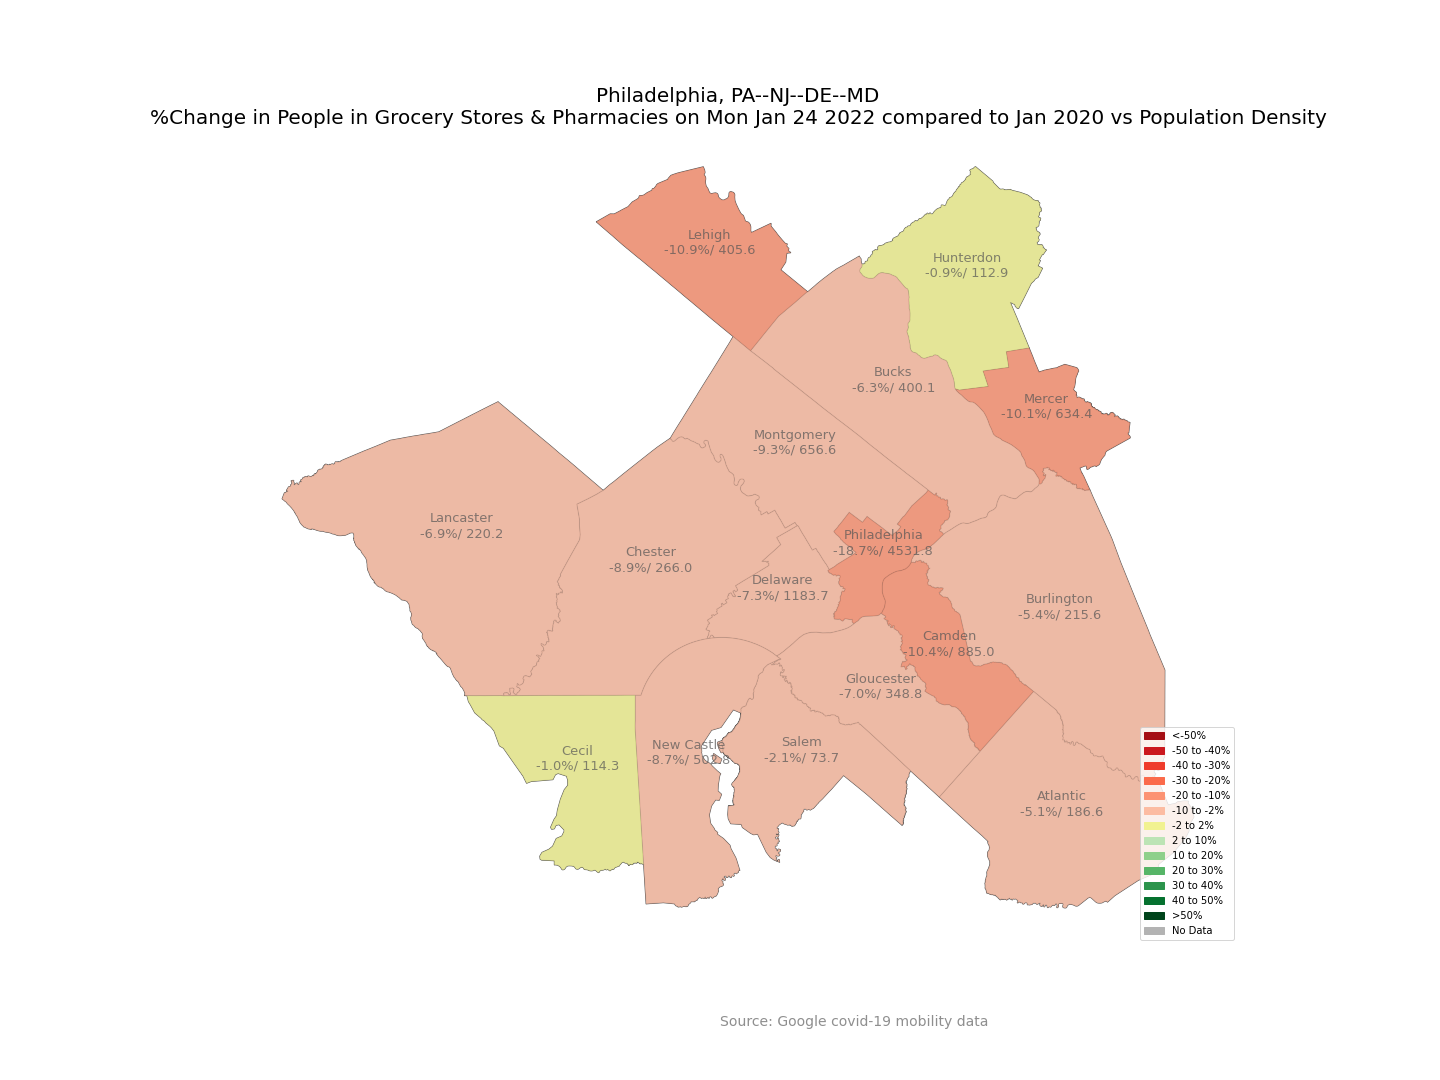 Philadelphia, PA--NJ--DE--MD
%Change in People in Grocery Stores & Pharmacies on Mon Jan 24 2022 compared to Jan 2020 vs Population Density
Lehigh
-10.9%/ 405.6
Hunterdon
-0.9%/ 112.9
Bucks
-6.3%/ 400.1
Mercer
-10.1%/ 634.4
Montgomery
-9.3%/ 656.6
Lancaster
-6.9%/ 220.2
Philadelphia
-18.7%/ 4531.8
Chester
-8.9%/ 266.0
Delaware
-7.3%/ 1183.7
Burlington
-5.4%/ 215.6
Camden
-10.4%/ 885.0
Gloucester
-7.0%/ 348.8
New Castle
-8.7%/ 502.8
Salem
-2.1%/ 73.7
Cecil
-1.0%/ 114.3
Atlantic
-5.1%/ 186.6
<-50%
-50 to -40%
-40 to -30%
-30 to -20%
-20 to -10%
-10 to -2%
-2 to 2%
2 to 10%
10 to 20%
20 to 30%
30 to 40%
40 to 50%
>50%
No Data
Source: Google covid-19 mobility data